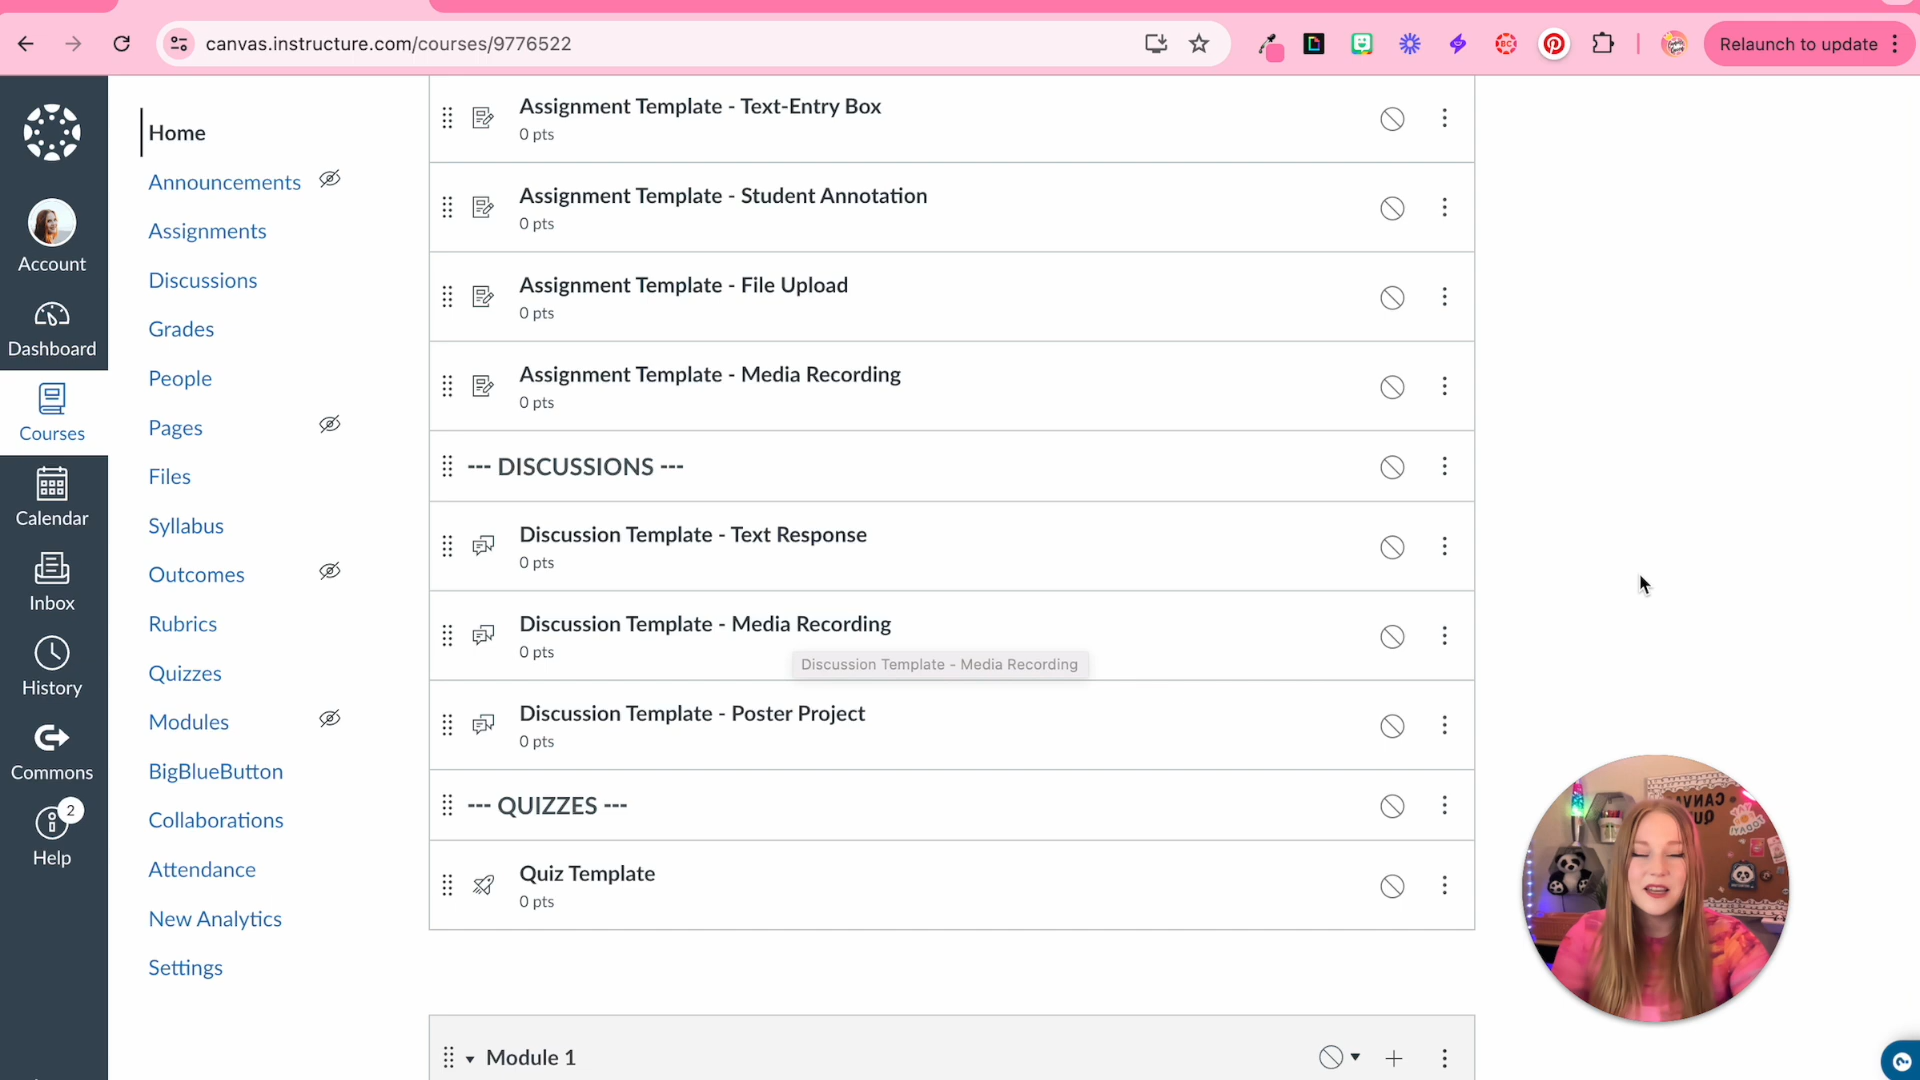 canvas.instructure.com/courses/9776522
Relaunch to update
BC
Account
Dashboard
Courses
Calendar
Inbox
History
Commons
2
Help
Home
Announcements
Assignments
Discussions
Grades
People
Pages
Files
Syllabus
Outcomes
Rubrics
Quizzes
Modules
BigBlueButton
Collaborations
Attendance
New Analytics
Settings
Assignment Template - Text-Entry Box
0 pts
Assignment Template - Student Annotation
0 pts
Assignment Template - File Upload
0 pts
Assignment Template - Media Recording
0 pts
--- DISCUSSIONS ---
Discussion Template - Text Response
0 pts
Discussion Template - Media Recording
0 pts
Discussion Template - Media Recording
Discussion Template - Poster Project
0 pts
--- QUIZZES ---
Quiz Template
0 pts
Module 1